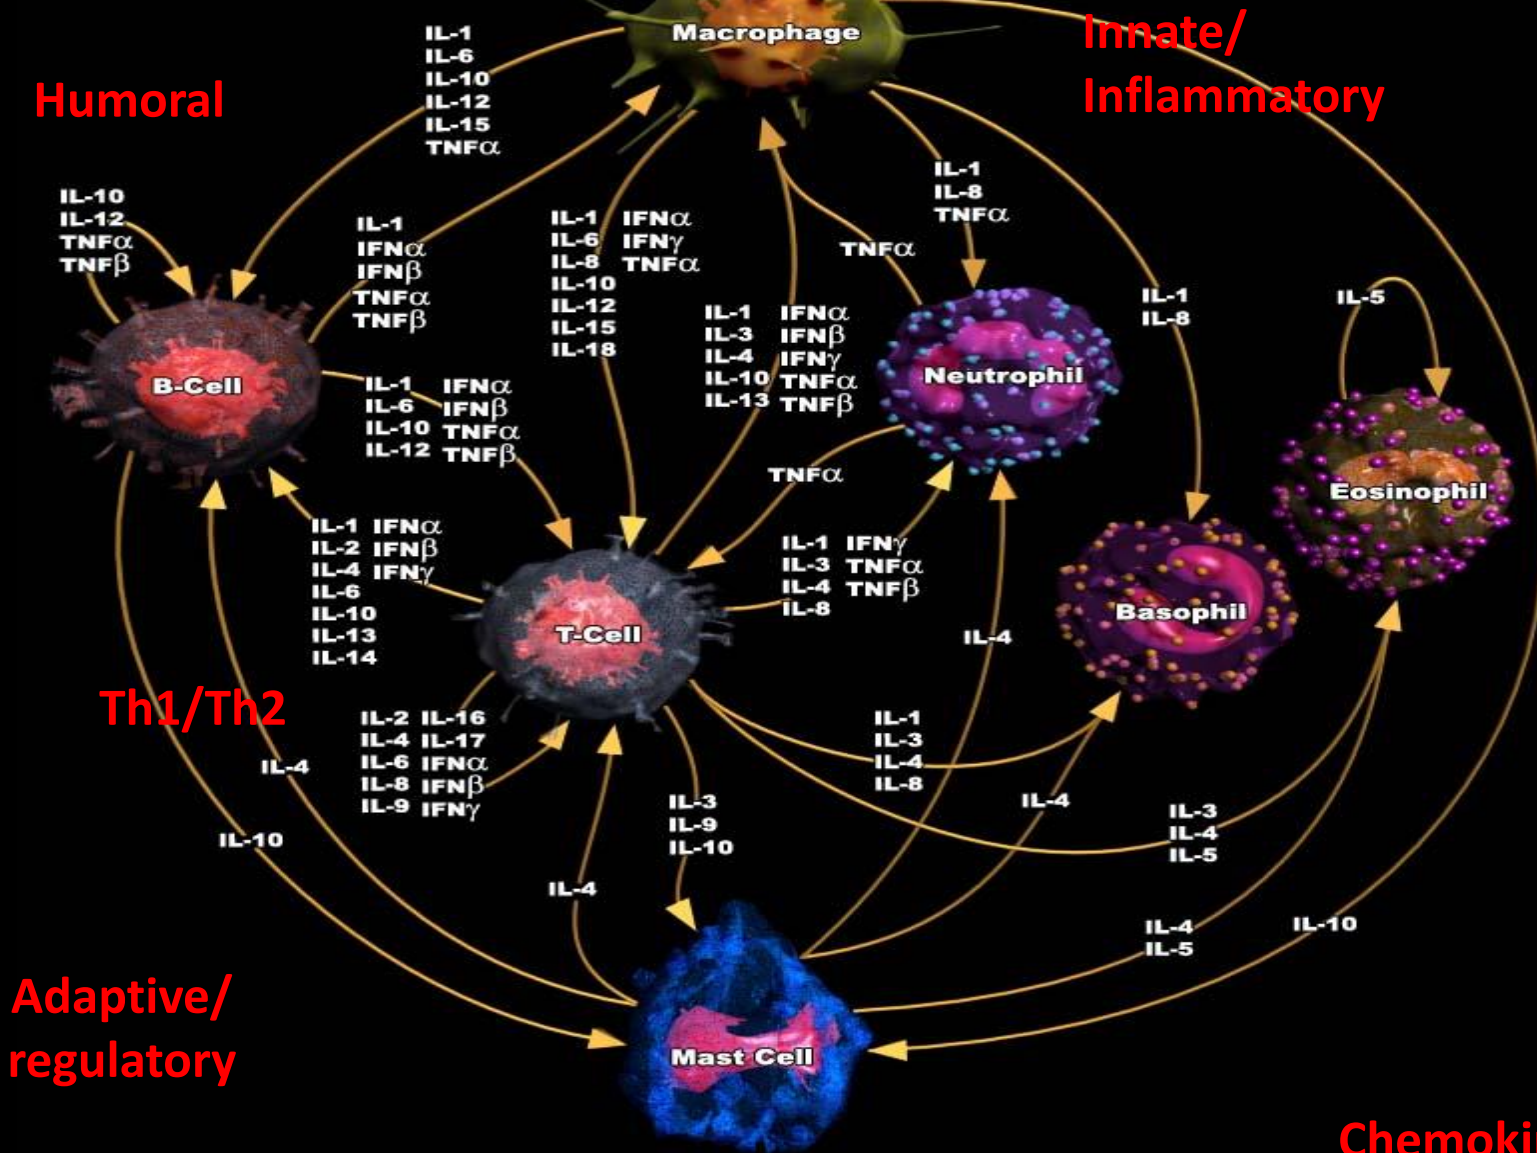 Macrophage
Innate/
Inflammatory
Humoral
IL-1
IL-6
IL-10
IL-12
IL-15
TNFα
IL-10
IL-12
TNFα
TNFβ
IL-1
IFNα
IFNβ
TNFα
TNFβ
IL-1 IFNα
IL-6 IFNγ
IL-8 TNFα
IL-10
IL-12
IL-15
IL-18
IL-1
IL-8
TNFα
TNFα
IL-1 IFNα
IL-3 IFNβ
IL-4 IFNγ
IL-10 TNFα
IL-13 TNFβ
IL-1
IL-8
IL-5
B-Cell
Neutrophil
IL-1 IFNα
IL-6 IFNβ
IL-10 TNFα
IL-12 TNFβ
TNFα
Eosinophil
IL-1 IFNα
IL-2 IFNβ
IL-4 IFNγ
IL-6
IL-10
IL-13
IL-14
IL-1 IFNγ
IL-3 TNFα
IL-4 TNFβ
IL-8
T-Cell
IL-4
Basophil
Th1/Th2
IL-2 IL-16
IL-4 IL-17
IL-6 IFNα
IL-8 IFNβ
IL-9 IFNγ
IL-4
IL-10
IL-3
IL-9
IL-10
IL-1
IL-3
IL-4
IL-8
IL-4
IL-3
IL-4
IL-5
IL-4
IL-4
IL-5
IL-10
Adaptive/
regulatory
Mast Cell